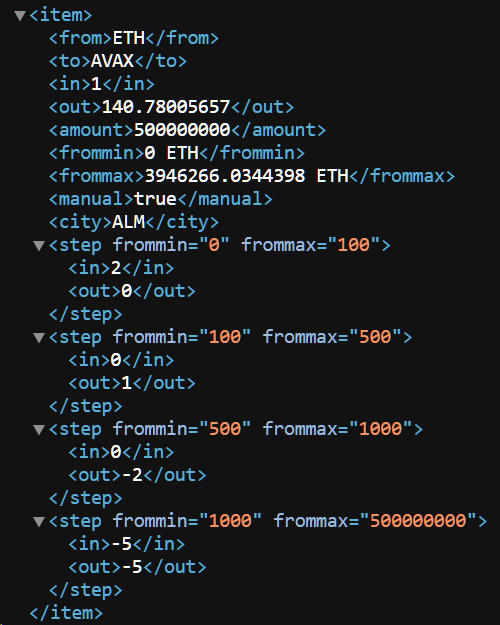 <item>
<from>ETH</from>
<to>AVAX</to>
<in>1</in>
<out>140.78005657</out>
<amount>500000000</amount>
<frommin>0 ETH</frommin>
<frommax>3946266.0344398 ETH</frommax>
<manual>true</manual>
<city>ALM</city>
<step frommin="0" frommax="100">
<in>2</in>
<out>0</out>
</step>
<step frommin="100" frommax="500">
<in>0</in>
<out>1</out>
</step>
<step frommin="500" frommax="1000">
<in>0</in>
<out>-2</out>
</step>
<step frommin="1000" frommax="500000000">
<in>-5</in>
<out>-5</out>
</step>
</item>